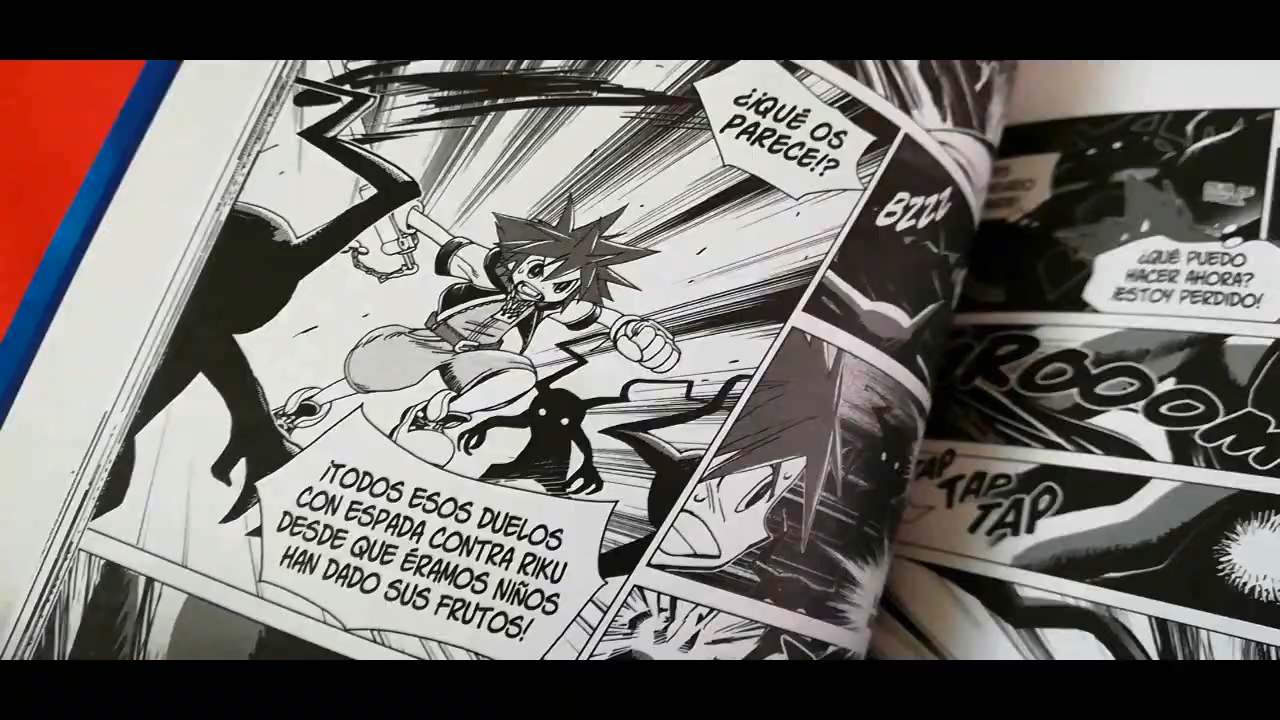 ¿¡QUÉ OS
PARECE!?
¡TODOS ESOS DUELOS
CON ESPADA CONTRA RIKU
DESDE QUE ÉRAMOS NIÑOS
HAN DADO SUS FRUTOS!
BZZZ
¿QUÉ PUEDO
HACER AHORA?
¡ESTOY PERDIDO!
ROOOM
TAP
TAP
TAP